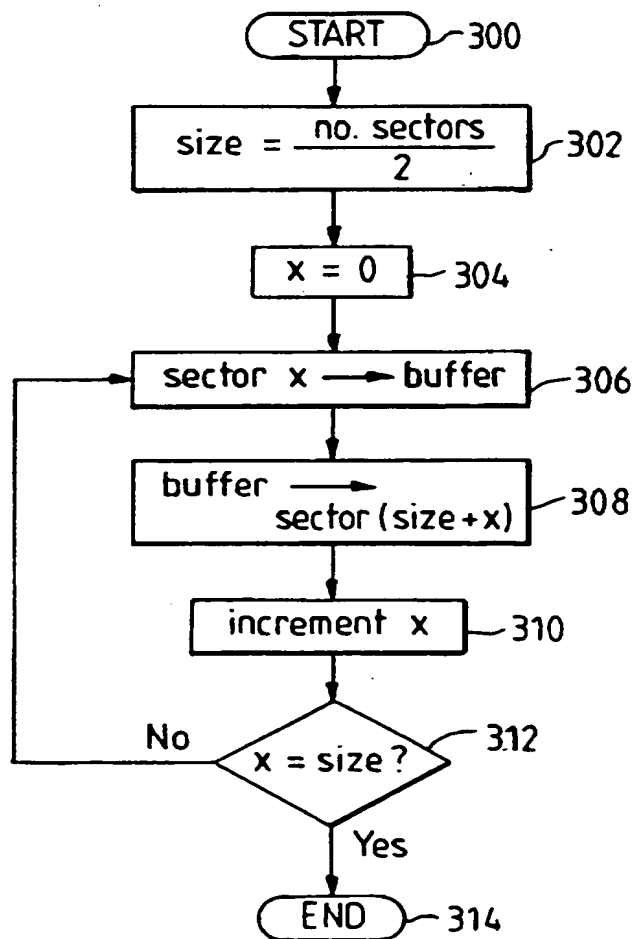 START 300
size = no. sectors / 2 302
x = 0 304
sector x → buffer 306
buffer →
sector (size + x) 308
increment x 310
x = size ? 312
No
Yes
END 314